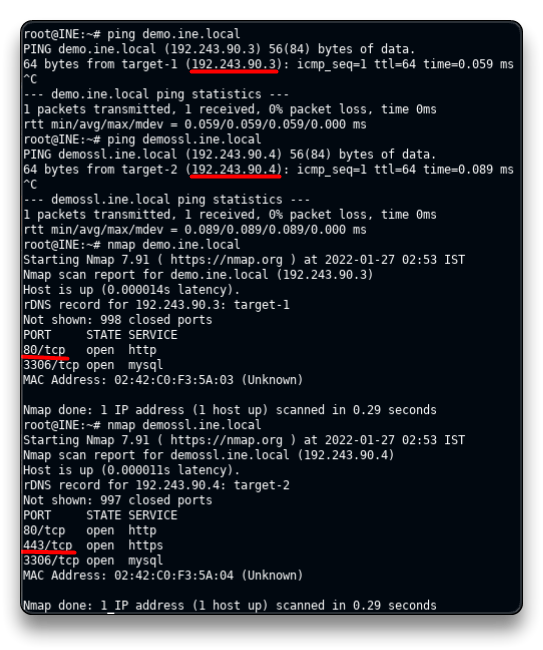 root@INE:~# ping demo.ine.local
PING demo.ine.local (192.243.90.3) 56(84) bytes of data.
64 bytes from target-1 (192.243.90.3): icmp_seq=1 ttl=64 time=0.059 ms
^C
--- demo.ine.local ping statistics ---
1 packets transmitted, 1 received, 0% packet loss, time 0ms
rtt min/avg/max/mdev = 0.059/0.059/0.059/0.000 ms
root@INE:~# ping demossl.ine.local
PING demossl.ine.local (192.243.90.4) 56(84) bytes of data.
64 bytes from target-2 (192.243.90.4): icmp_seq=1 ttl=64 time=0.089 ms
^C
--- demossl.ine.local ping statistics ---
1 packets transmitted, 1 received, 0% packet loss, time 0ms
rtt min/avg/max/mdev = 0.089/0.089/0.089/0.000 ms
root@INE:~# nmap demo.ine.local
Starting Nmap 7.91 ( https://nmap.org ) at 2022-01-27 02:53 IST
Nmap scan report for demo.ine.local (192.243.90.3)
Host is up (0.000014s latency).
rDNS record for 192.243.90.3: target-1
Not shown: 998 closed ports
PORT     STATE SERVICE
80/tcp   open  http
3306/tcp open  mysql
MAC Address: 02:42:C0:F3:5A:03 (Unknown)

Nmap done: 1 IP address (1 host up) scanned in 0.29 seconds
root@INE:~# nmap demossl.ine.local
Starting Nmap 7.91 ( https://nmap.org ) at 2022-01-27 02:53 IST
Nmap scan report for demossl.ine.local (192.243.90.4)
Host is up (0.000011s latency).
rDNS record for 192.243.90.4: target-2
Not shown: 997 closed ports
PORT     STATE SERVICE
80/tcp   open  http
443/tcp  open  https
3306/tcp open  mysql
MAC Address: 02:42:C0:F3:5A:04 (Unknown)

Nmap done: 1 IP address (1 host up) scanned in 0.29 seconds